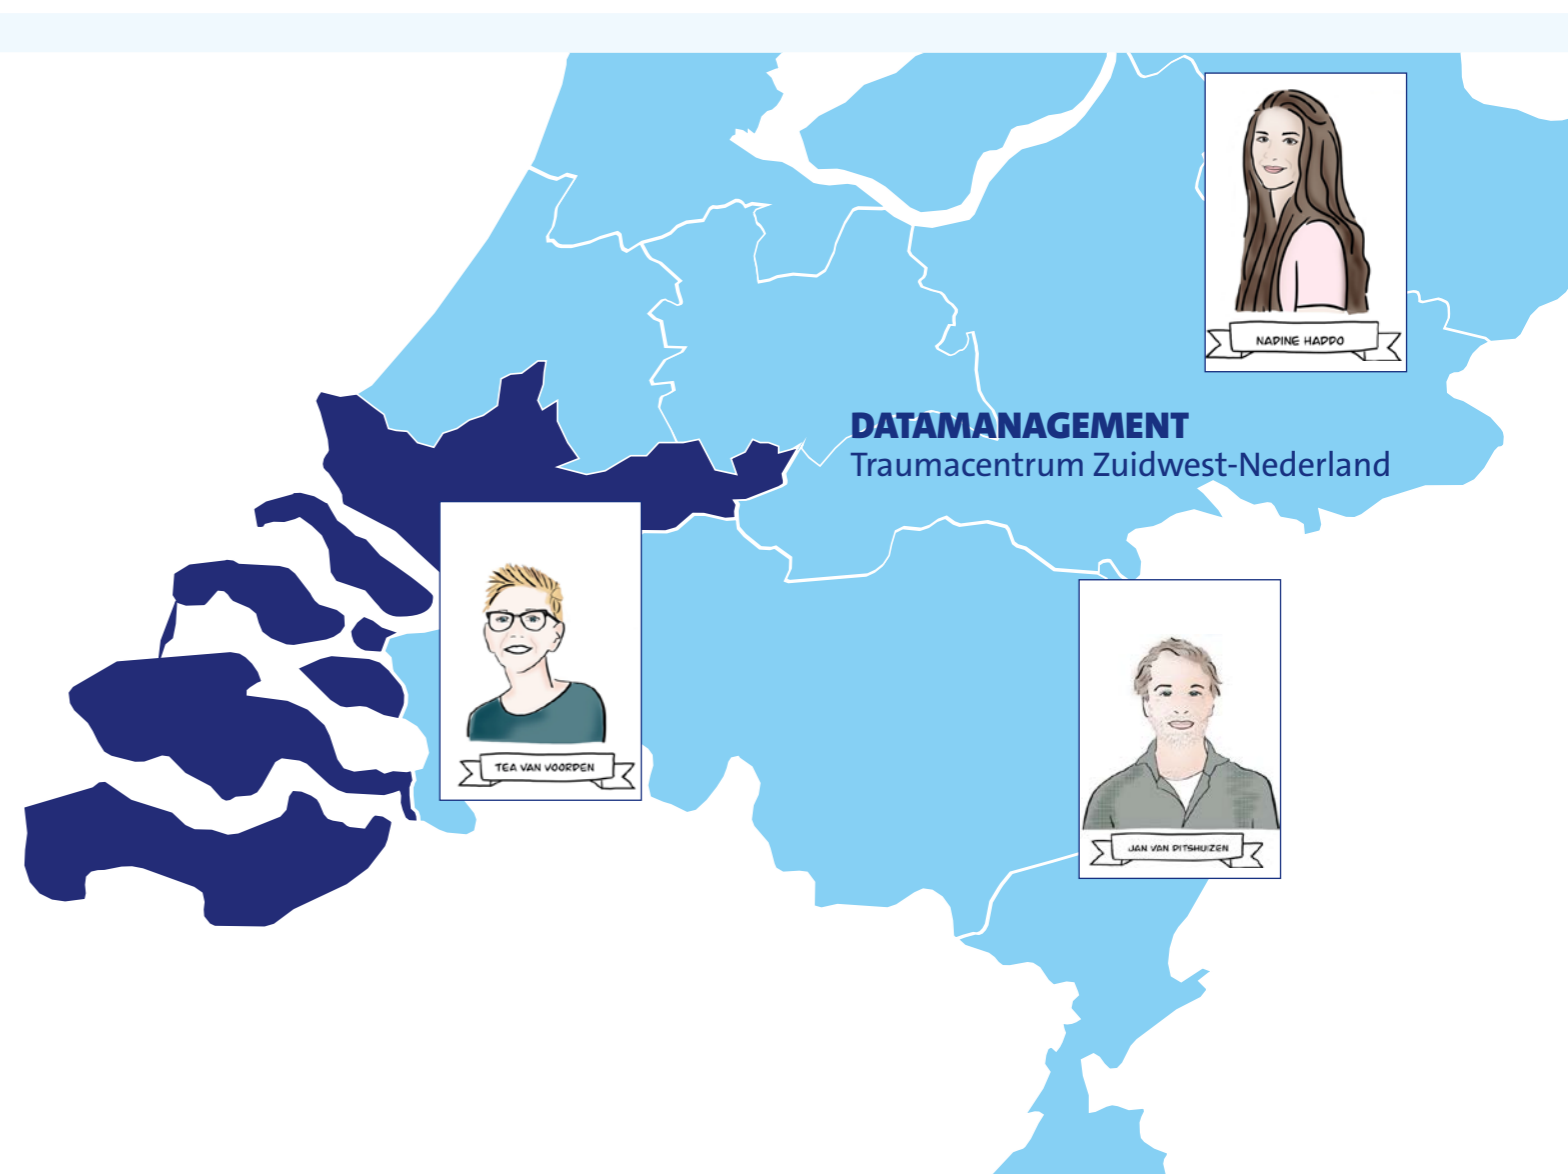 NADINE HADDO
DATAMANAGEMENT
Traumacentrum Zuidwest-Nederland
TEA VAN VOORDEN
JAN VAN DITSHUIZEN